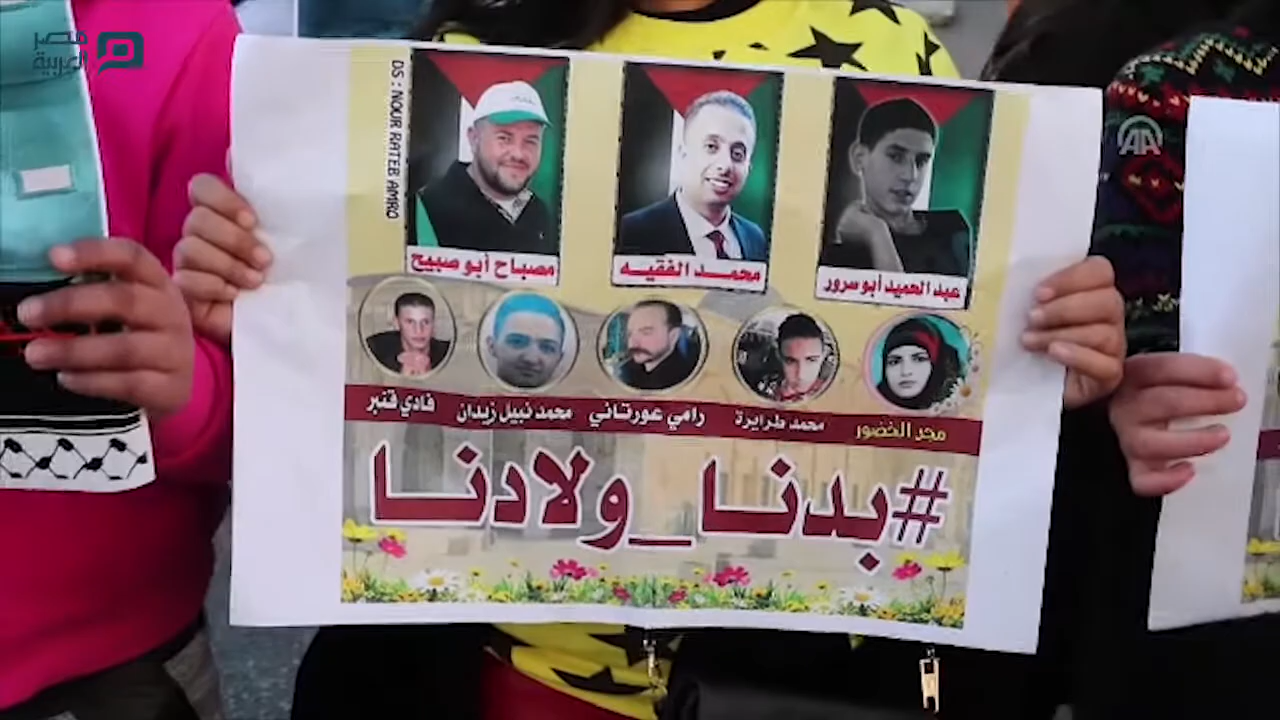 مصر
العربية
AA
DS : NOUR RATEB AMRO
مصباح أبو صبيح
محمد الفقيه
عبد الحميد أبو سرور
مجد الخضور
محمد طرايرة
رامي عورتاني
محمد نبيل زيدان
فادي قنبر
#بدنا_ولادنا